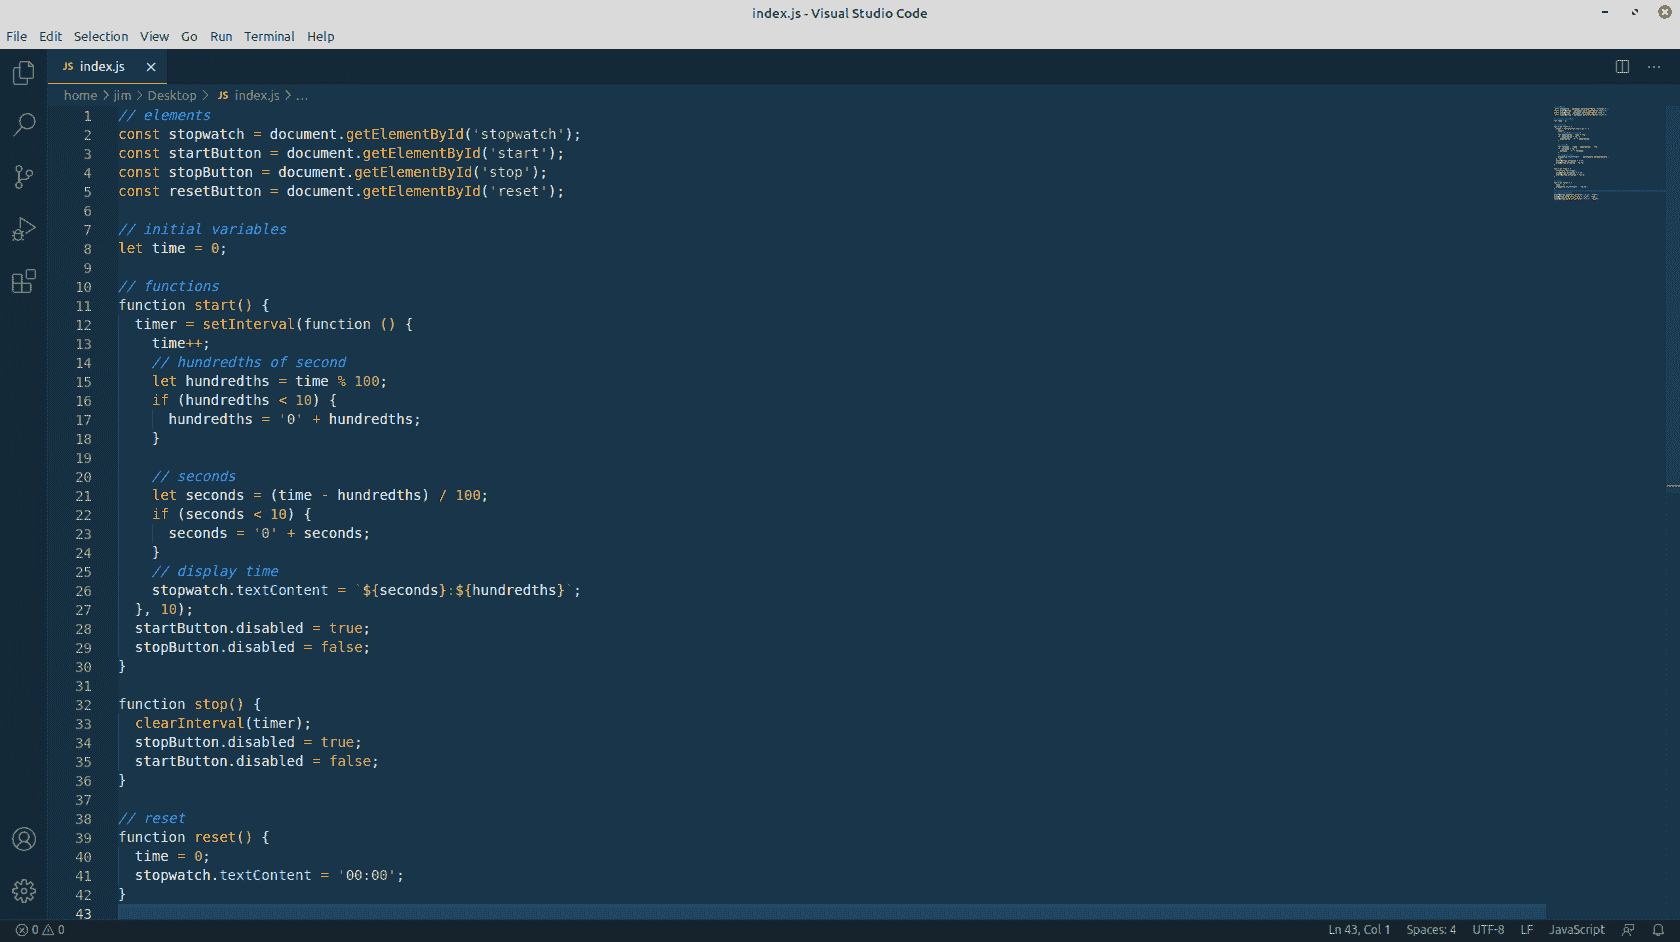 index.js - Visual Studio Code
File Edit Selection View Go Run Terminal Help
JS index.js
home > jim > Desktop > JS index.js > ...
1 // elements
2 const stopwatch = document.getElementById('stopwatch');
3 const startButton = document.getElementById('start');
4 const stopButton = document.getElementById('stop');
5 const resetButton = document.getElementById('reset');
6
7 // initial variables
8 let time = 0;
9
10 // functions
11 function start() {
12 timer = setInterval(function () {
13 time++;
14 // hundredths of second
15 let hundredths = time % 100;
16 if (hundredths < 10) {
17 hundredths = '0' + hundredths;
18 }
19
20 // seconds
21 let seconds = (time - hundredths) / 100;
22 if (seconds < 10) {
23 seconds = '0' + seconds;
24 }
25 // display time
26 stopwatch.textContent = `${seconds}:${hundredths}`;
27 }, 10);
28 startButton.disabled = true;
29 stopButton.disabled = false;
30 }
31
32 function stop() {
33 clearInterval(timer);
34 stopButton.disabled = true;
35 startButton.disabled = false;
36 }
37
38 // reset
39 function reset() {
40 time = 0;
41 stopwatch.textContent = '00:00';
42 }
43
0 0 Ln 43, Col 1 Spaces: 4 UTF-8 LF JavaScript